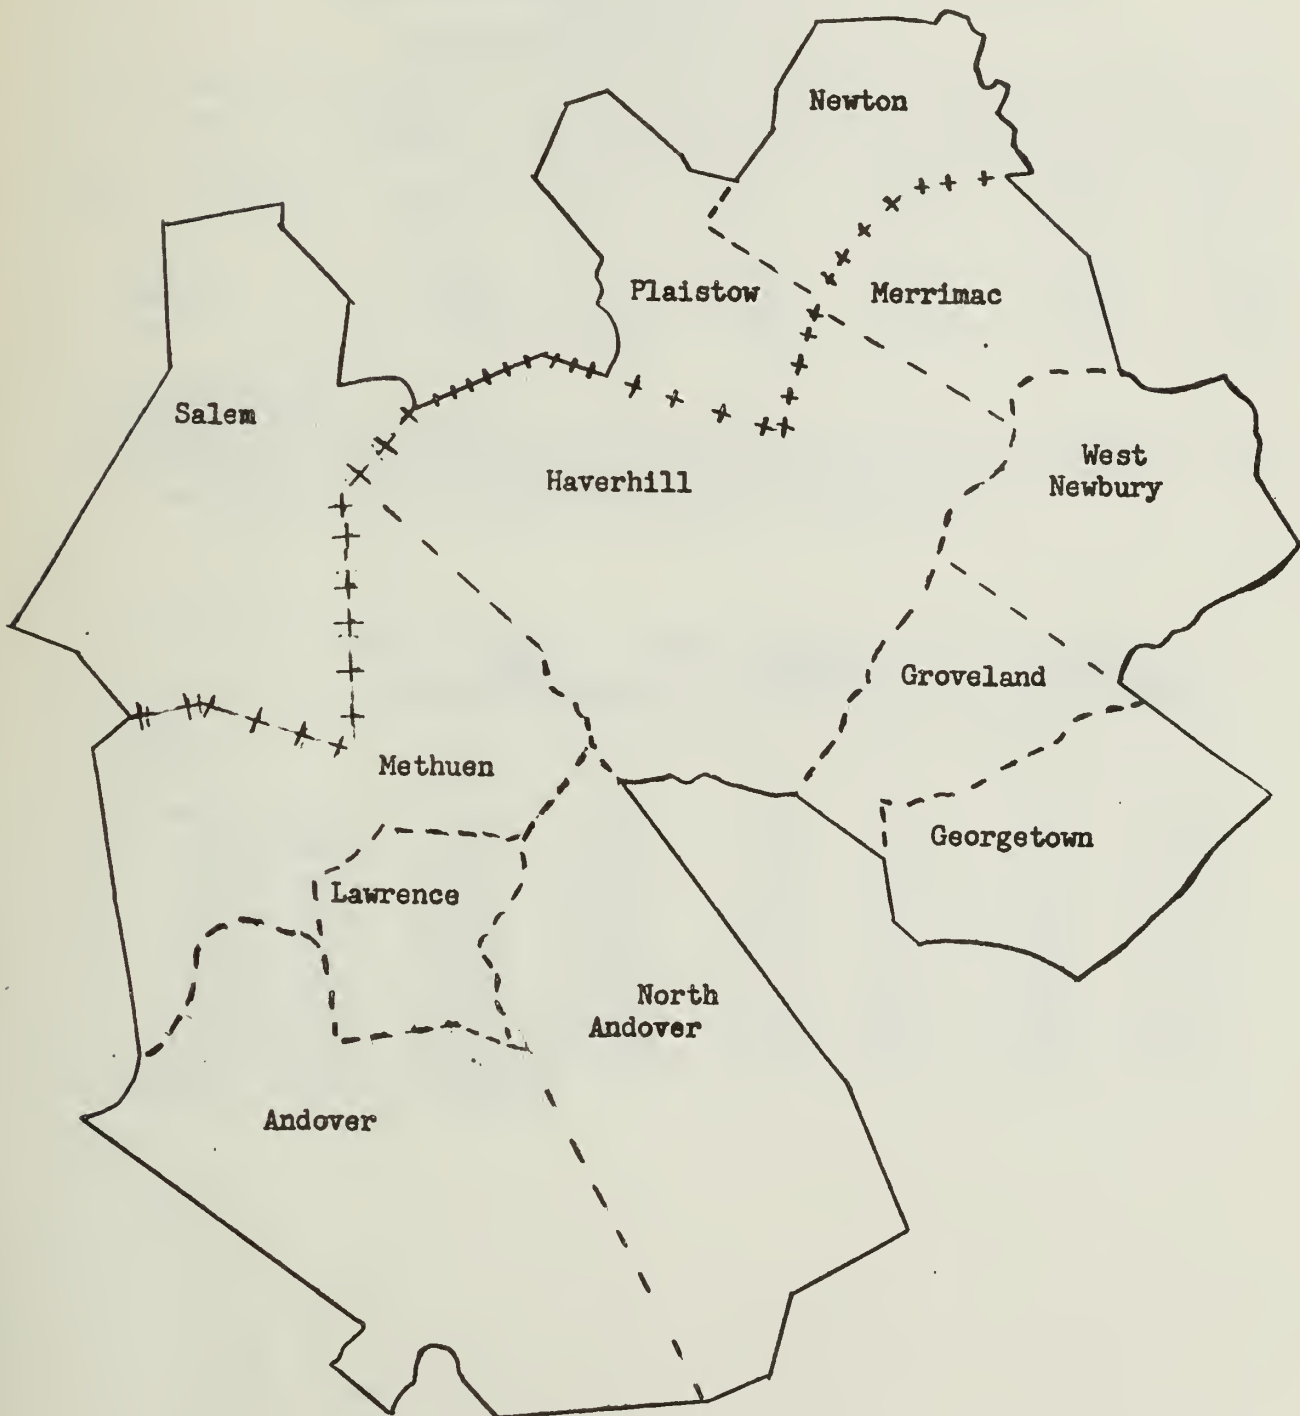 Newton
Plaistow
Merrimac
Salem
West
Newbury
Haverhill
Groveland
Methuen
Georgetown
Lawrence
North
Andover
Andover